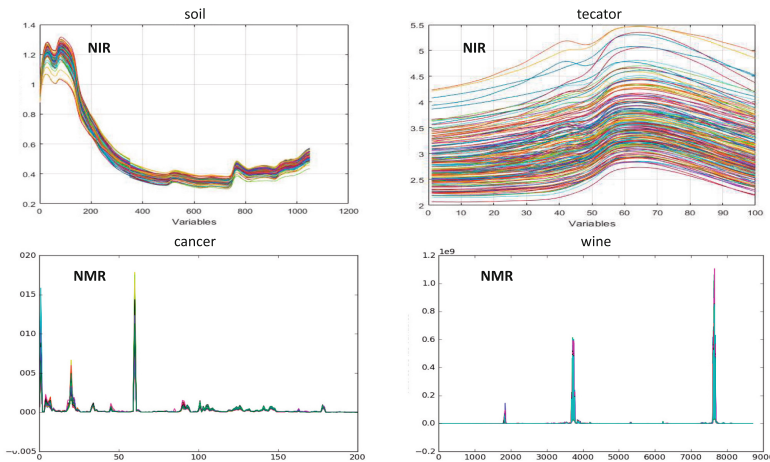 soil
NIR
1.4
1.2
1
0.8
0.6
0.4
0.2
0 200 400 600 800 1000 1200
Variables
tecator
NIR
5.5
5
4.5
4
3.5
3
2.5
2
0 10 20 30 40 50 60 70 80 90 100
Variables
cancer
NMR
020
015
010
005
000
−0.005
50 100 150 200
wine
NMR
1e9
1.2
1.0
0.8
0.6
0.4
0.2
0.0
−0.2
0 1000 2000 3000 4000 5000 6000 7000 8000 9000